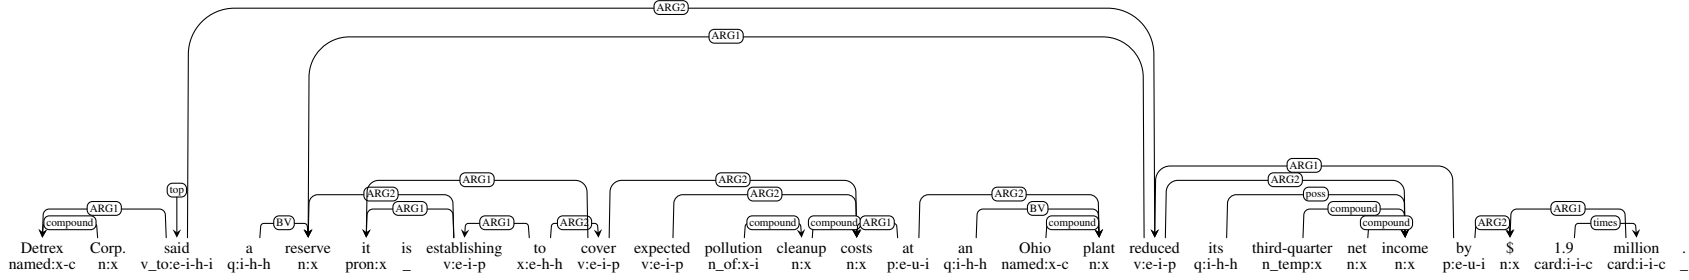 ARG2
ARG1
ARG1
top ARG1 ARG2 ARG2
ARG2 ARG2 ARG2 poss
ARG1 ARG1 BV compound ARG1
compound BV ARG1 ARG2 compound compound ARG1 compound compound ARG2 times
Detrex Corp. said a reserve it is establishing to cover expected pollution cleanup costs at an Ohio plant reduced its third-quarter net income by $ 1.9 million .
named:x-c n:x v_to:e-i-h-i q:i-h-h n:x pron:x _ v:e-i-p x:e-h-h v:e-i-p v:e-i-p n_of:x-i n:x n:x p:e-u-i q:i-h-h named:x-c n:x v:e-i-p q:i-h-h n_temp:x n:x n:x p:e-u-i n:x card:i-i-c card:i-i-c _